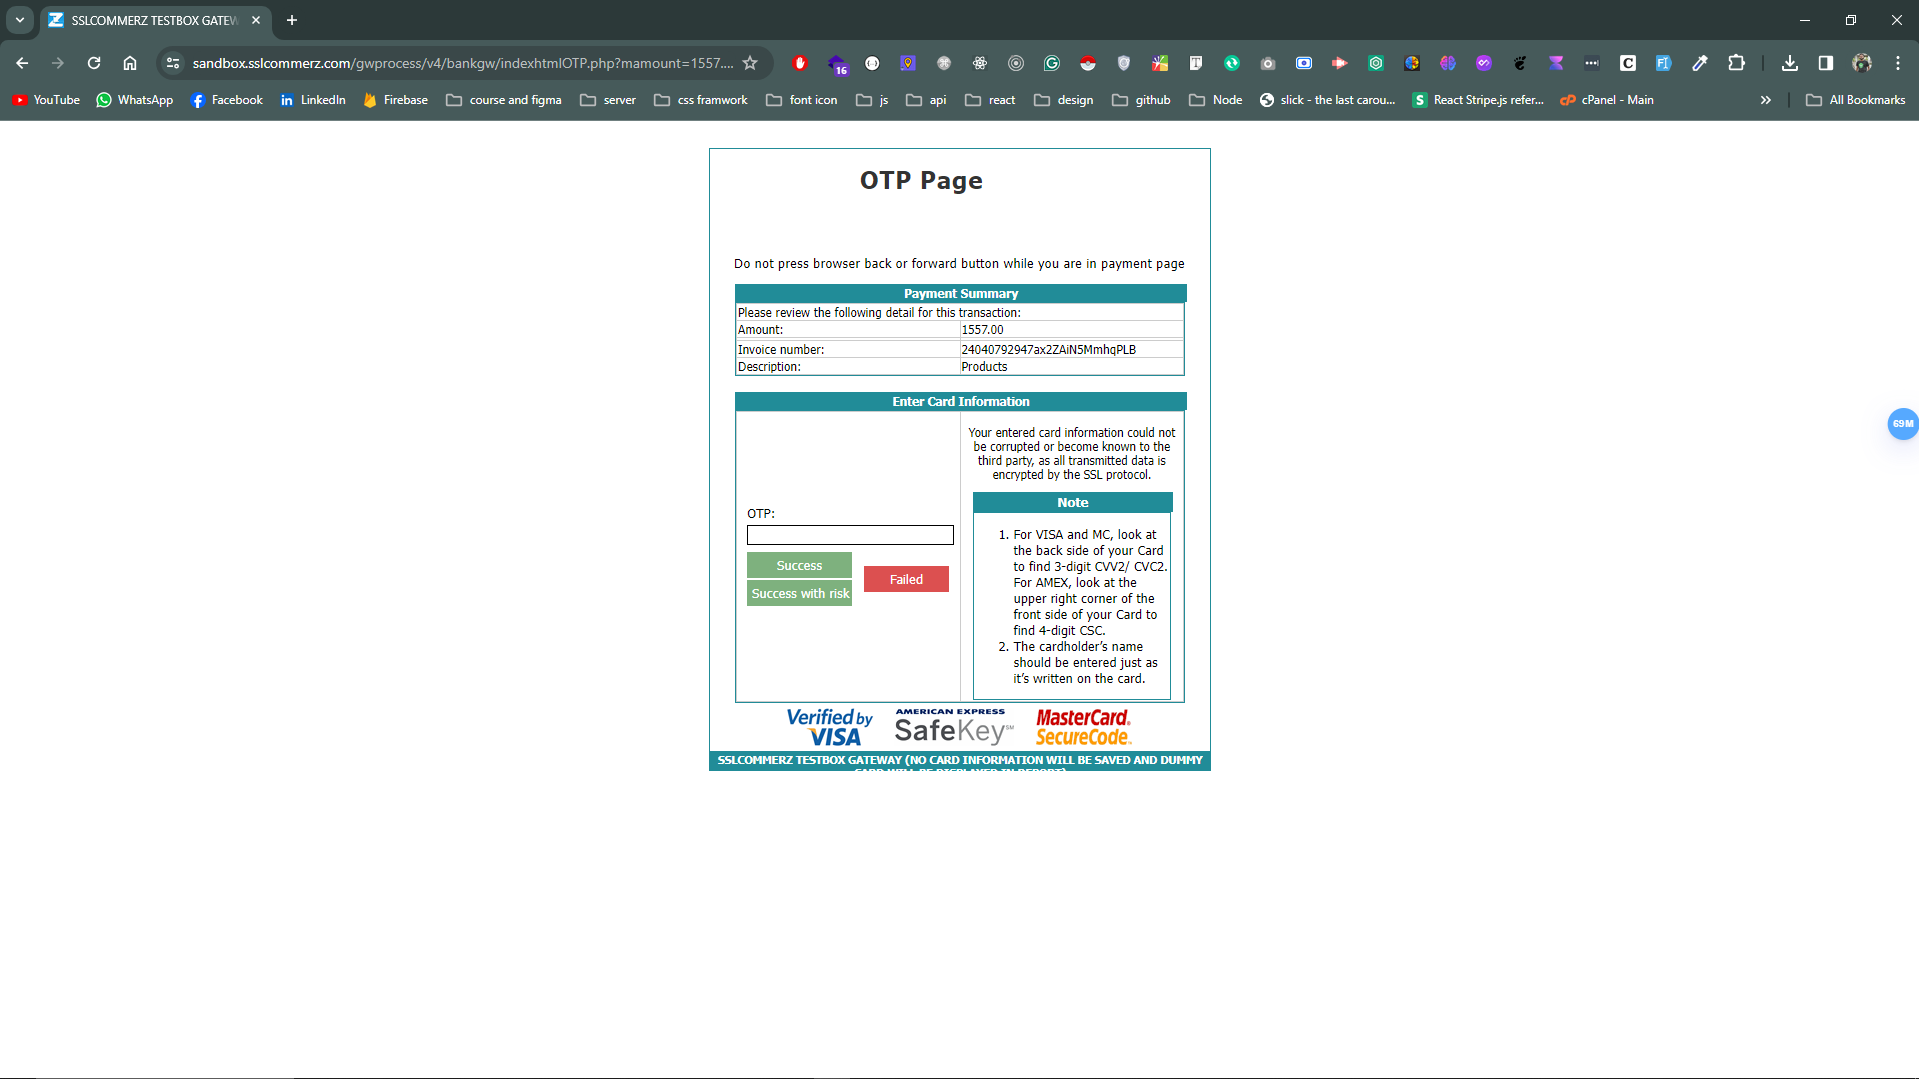 SSLCOMMERZ TESTBOX GATEW
sandbox.sslcommerz.com/gwprocess/v4/bankgw/indexhtmlOTP.php?mamount=1557....
16
YouTube WhatsApp Facebook LinkedIn Firebase course and figma server css framwork font icon js api react design github Node slick - the last carou... React Stripe.js refer... cPanel - Main All Bookmarks
OTP Page
Do not press browser back or forward button while you are in payment page
Payment Summary
Please review the following detail for this transaction:
Amount: 1557.00
Invoice number: 24040792947ax2ZAiN5MmhqPLB
Description: Products
Enter Card Information
Your entered card information could not
be corrupted or become known to the
third party, as all transmitted data is
encrypted by the SSL protocol.
69M
Note
OTP:
Success
Success with risk
Failed
1. For VISA and MC, look at
the back side of your Card
to find 3-digit CVV2/ CVC2.
For AMEX, look at the
upper right corner of the
front side of your Card to
find 4-digit CSC.
2. The cardholder’s name
should be entered just as
it’s written on the card.
Verified by
VISA
AMERICAN EXPRESS
SafeKey
MasterCard.
SecureCode
SSLCOMMERZ TESTBOX GATEWAY (NO CARD INFORMATION WILL BE SAVED AND DUMMY